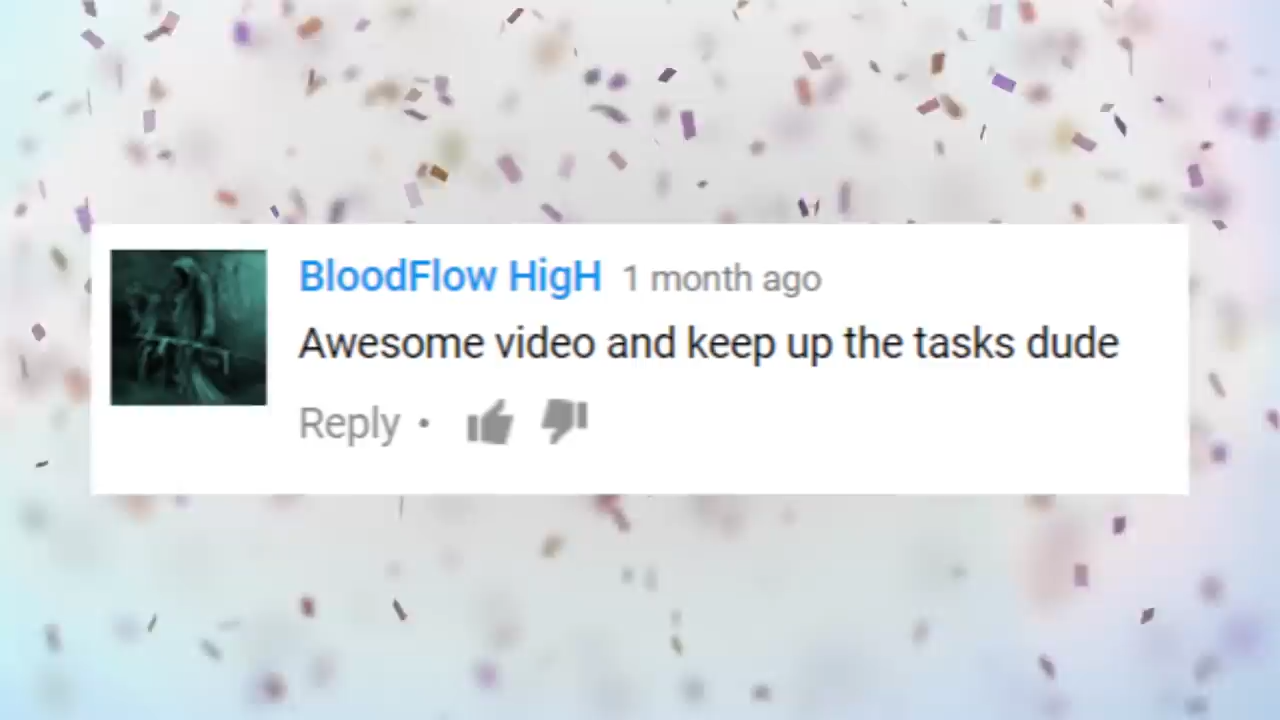 BloodFlow HigH 1 month ago
Awesome video and keep up the tasks dude
Reply •